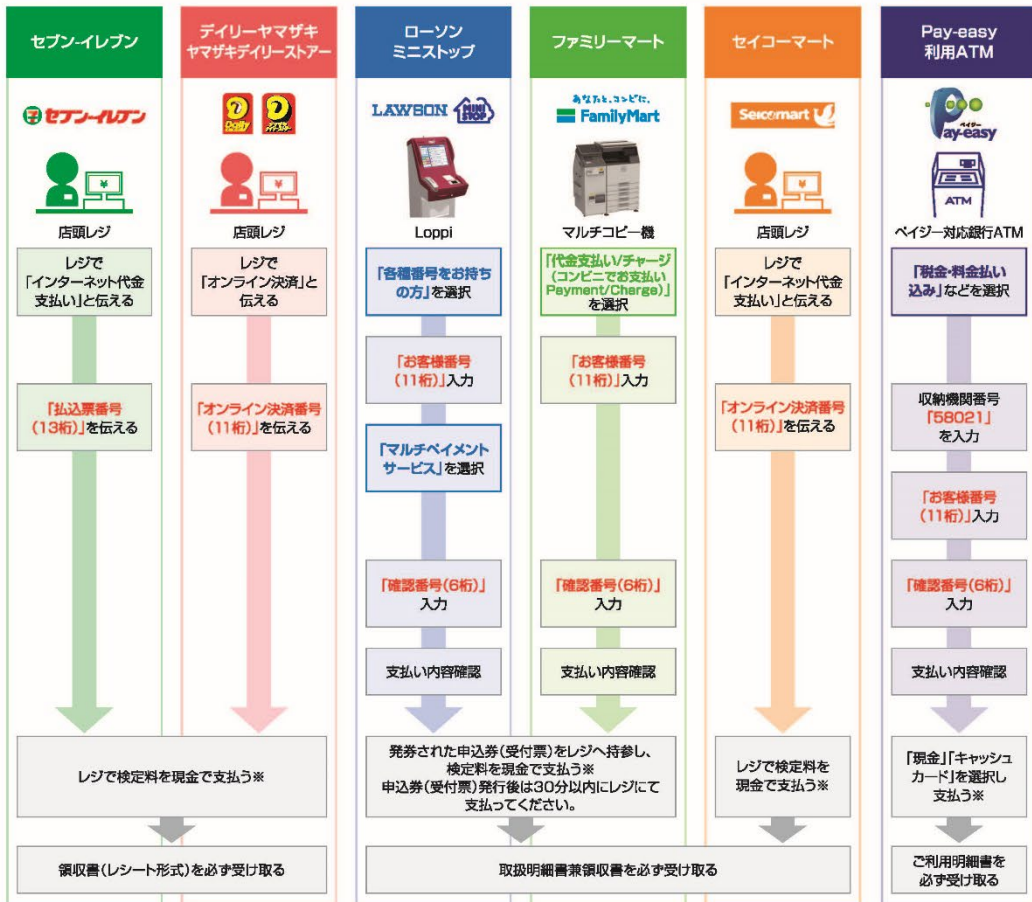 セブン-イレブン
セブン-イレブン
店頭レジ
レジで
「インターネット代金
支払い」と伝える
「払込票番号
(13桁)」を伝える
デイリーヤマザキ
ヤマザキデイリーストアー
Daily
店頭レジ
レジで
「オンライン決済」と
伝える
「オンライン決済番号
(11桁)」を伝える
レジで検定料を現金で支払う※
領収書(レシート形式)を必ず受け取る
ローソン
ミニストップ
LAWSON
MINI
STOP
Loppi
「各種番号をお持ち
の方」を選択
「お客様番号
(11桁)」入力
「マルチペイメント
サービス」を選択
「確認番号(6桁)」
入力
支払い内容確認
ファミリーマート
あなたと、コンビに、
FamilyMart
マルチコピー機
「代金支払い/チャージ
(コンビニでお支払い
Payment/Charge)」
を選択
「お客様番号
(11桁)」入力
「確認番号(6桁)」
入力
支払い内容確認
発券された申込券(受付票)をレジへ持参し、
検定料を現金で支払う※
申込券(受付票)発行後は30分以内にレジにて
支払ってください。
セイコーマート
Seicomart
店頭レジ
レジで
「インターネット代金
支払い」と伝える
「オンライン決済番号
(11桁)」を伝える
レジで検定料を
現金で支払う※
取扱明細書兼領収書を必ず受け取る
Pay-easy
利用ATM
ペイジー
Pay-easy
ATM
ペイジー対応銀行ATM
「税金・料金払い
込み」などを選択
収納機関番号
「58021」
を入力
「お客様番号
(11桁)」入力
「確認番号(6桁)」
入力
支払い内容確認
「現金」「キャッシュ
カード」を選択し
支払う※
ご利用明細書を
必ず受け取る